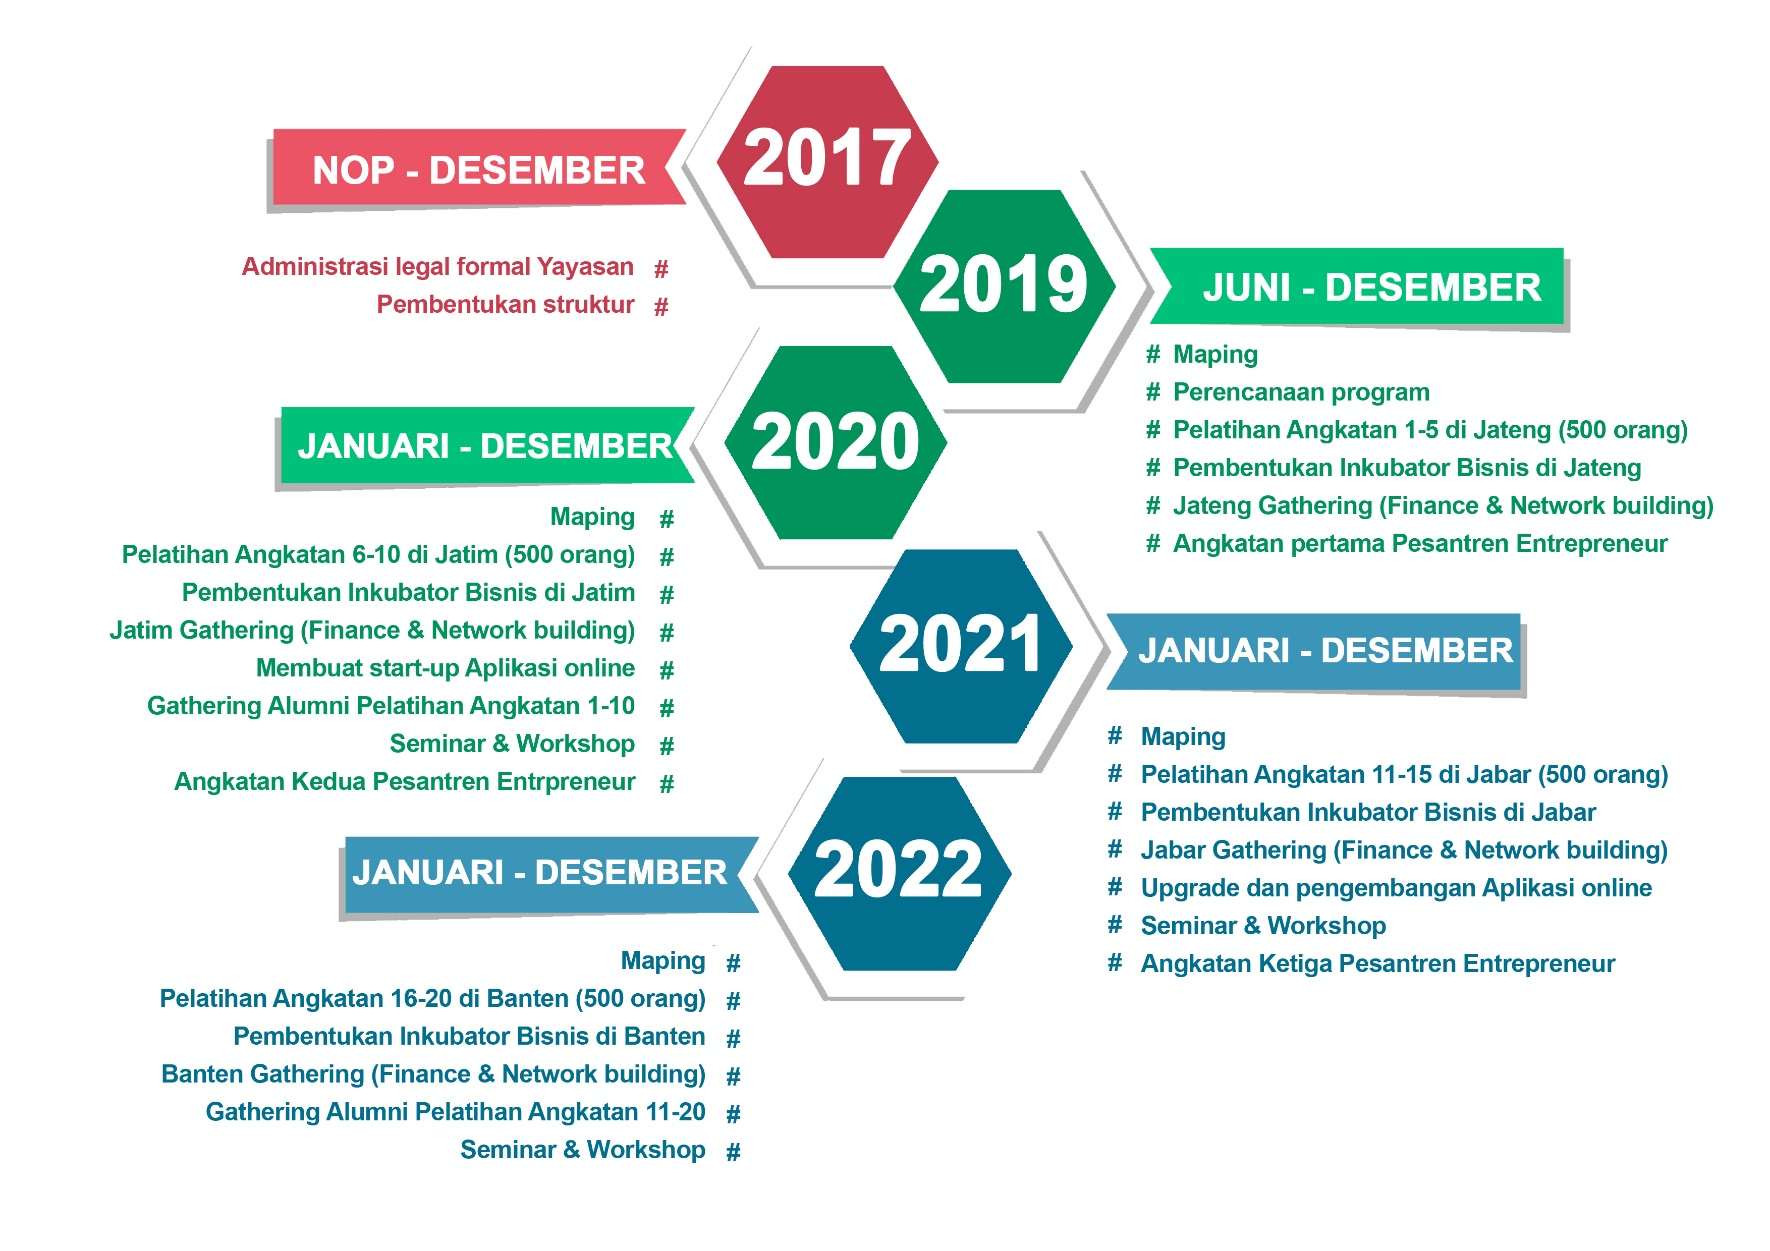 2017
NOP - DESEMBER
Administrasi legal formal Yayasan #
Pembentukan struktur #
2019
JUNI - DESEMBER
# Maping
# Perencanaan program
# Pelatihan Angkatan 1-5 di Jateng (500 orang)
# Pembentukan Inkubator Bisnis di Jateng
# Jateng Gathering (Finance & Network building)
# Angkatan pertama Pesantren Entrepreneur
2020
JANUARI - DESEMBER
Maping #
Pelatihan Angkatan 6-10 di Jatim (500 orang) #
Pembentukan Inkubator Bisnis di Jatim #
Jatim Gathering (Finance & Network building) #
Membuat start-up Aplikasi online #
Gathering Alumni Pelatihan Angkatan 1-10 #
Seminar & Workshop #
Angkatan Kedua Pesantren Entrpreneur #
2021
JANUARI - DESEMBER
# Maping
# Pelatihan Angkatan 11-15 di Jabar (500 orang)
# Pembentukan Inkubator Bisnis di Jabar
# Jabar Gathering (Finance & Network building)
# Upgrade dan pengembangan Aplikasi online
# Seminar & Workshop
# Angkatan Ketiga Pesantren Entrepreneur
2022
JANUARI - DESEMBER
Maping #
Pelatihan Angkatan 16-20 di Banten (500 orang) #
Pembentukan Inkubator Bisnis di Banten #
Banten Gathering (Finance & Network building) #
Gathering Alumni Pelatihan Angkatan 11-20 #
Seminar & Workshop #